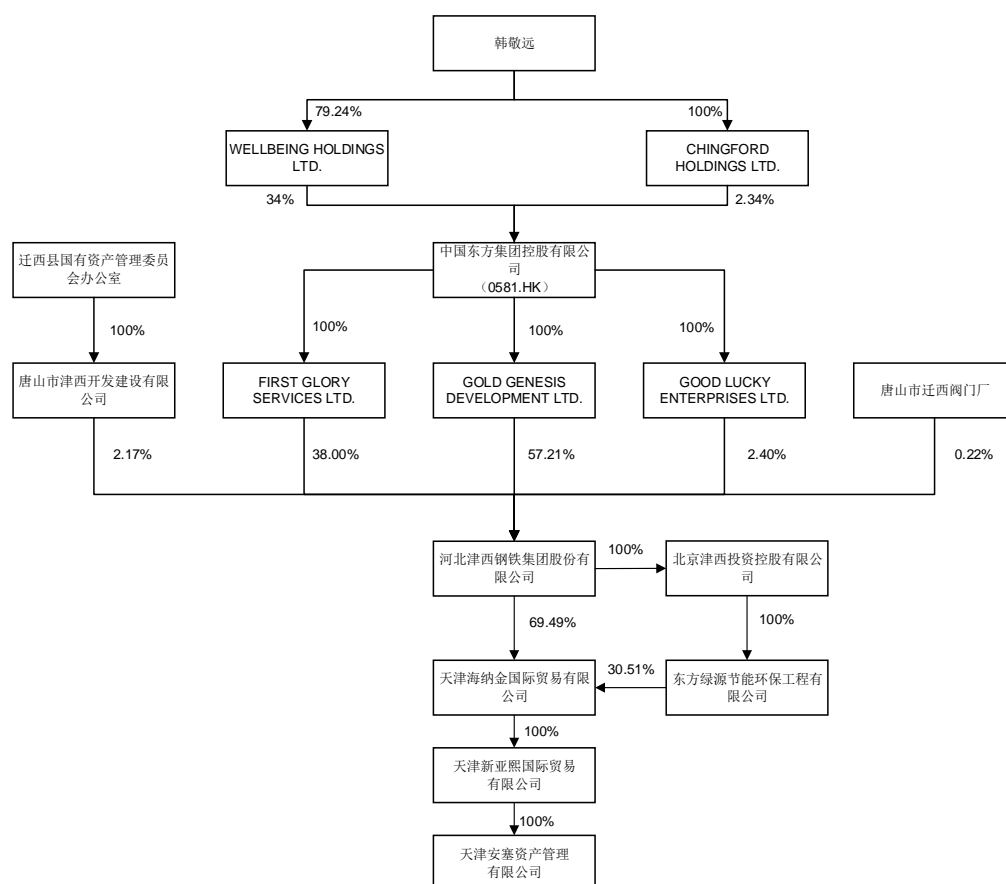 韩敬远
79.24%
100%
WELLBEING HOLDINGS
LTD.
CHINGFORD
HOLDINGS LTD.
34%
2.34%
迁西县国有资产管理委员
会办公室
中国东方集团控股有限公
司
（0581.HK）
100%
100%
100%
100%
唐山市津西开发建设有限
公司
FIRST GLORY
SERVICES LTD.
GOLD GENESIS
DEVELOPMENT LTD.
GOOD LUCKY
ENTERPRISES LTD.
唐山市迁西阀门厂
2.17%
38.00%
57.21%
2.40%
0.22%
河北津西钢铁集团股份有
限公司
100%
北京津西投资控股有限公
司
69.49%
100%
天津海纳金国际贸易有限
公司
30.51%
东方绿源节能环保工程有
限公司
100%
天津新亚熙国际贸易
有限公司
100%
天津安塞资产管理
有限公司